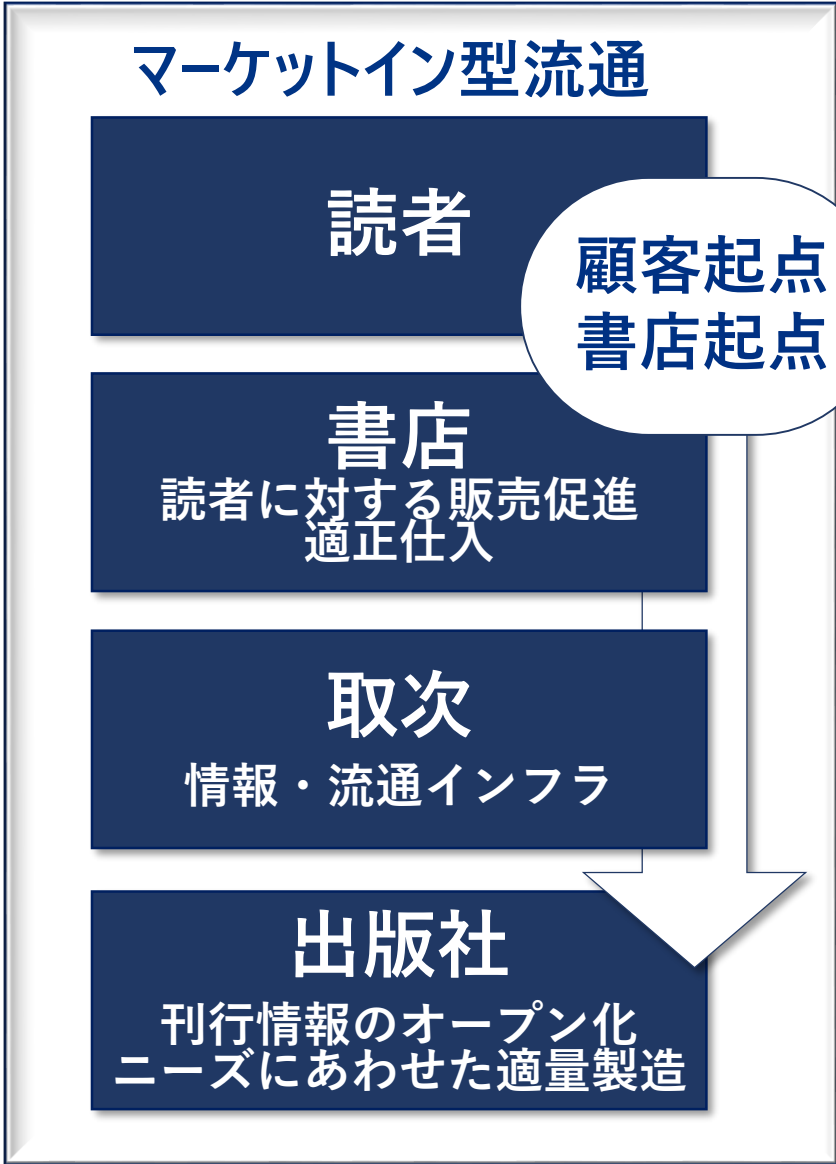 マーケットイン型流通
読者
顧客起点
書店起点
書店
読者に対する販売促進
適正仕入
取次
情報・流通インフラ
出版社
刊行情報のオープン化
ニーズにあわせた適量製造